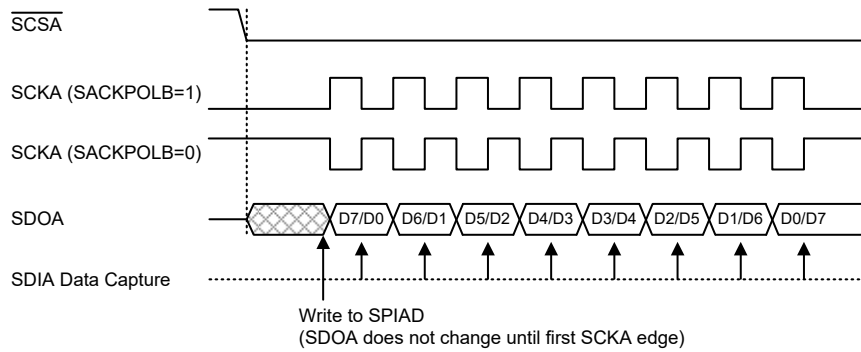 SCSA
SCKA (SACKPOLB=1)
SCKA (SACKPOLB=0)
SDOA
D7/D0 D6/D1 D5/D2 D4/D3 D3/D4 D2/D5 D1/D6 D0/D7
SDIA Data Capture
Write to SPIAD
(SDOA does not change until first SCKA edge)